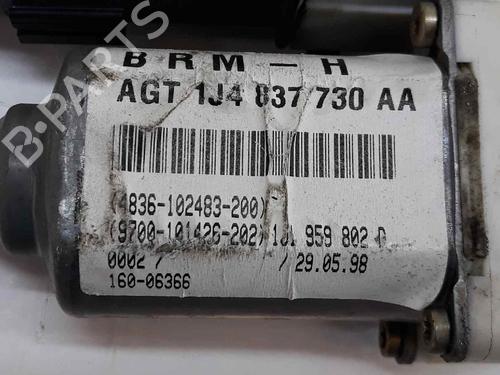 BRM-H
AGT 1J4 837 730 AA
(4836-102483-200)
(9700-101426-202) 1J1 959 802
0002 / / 29.05.98
160-06366
B-PARTS